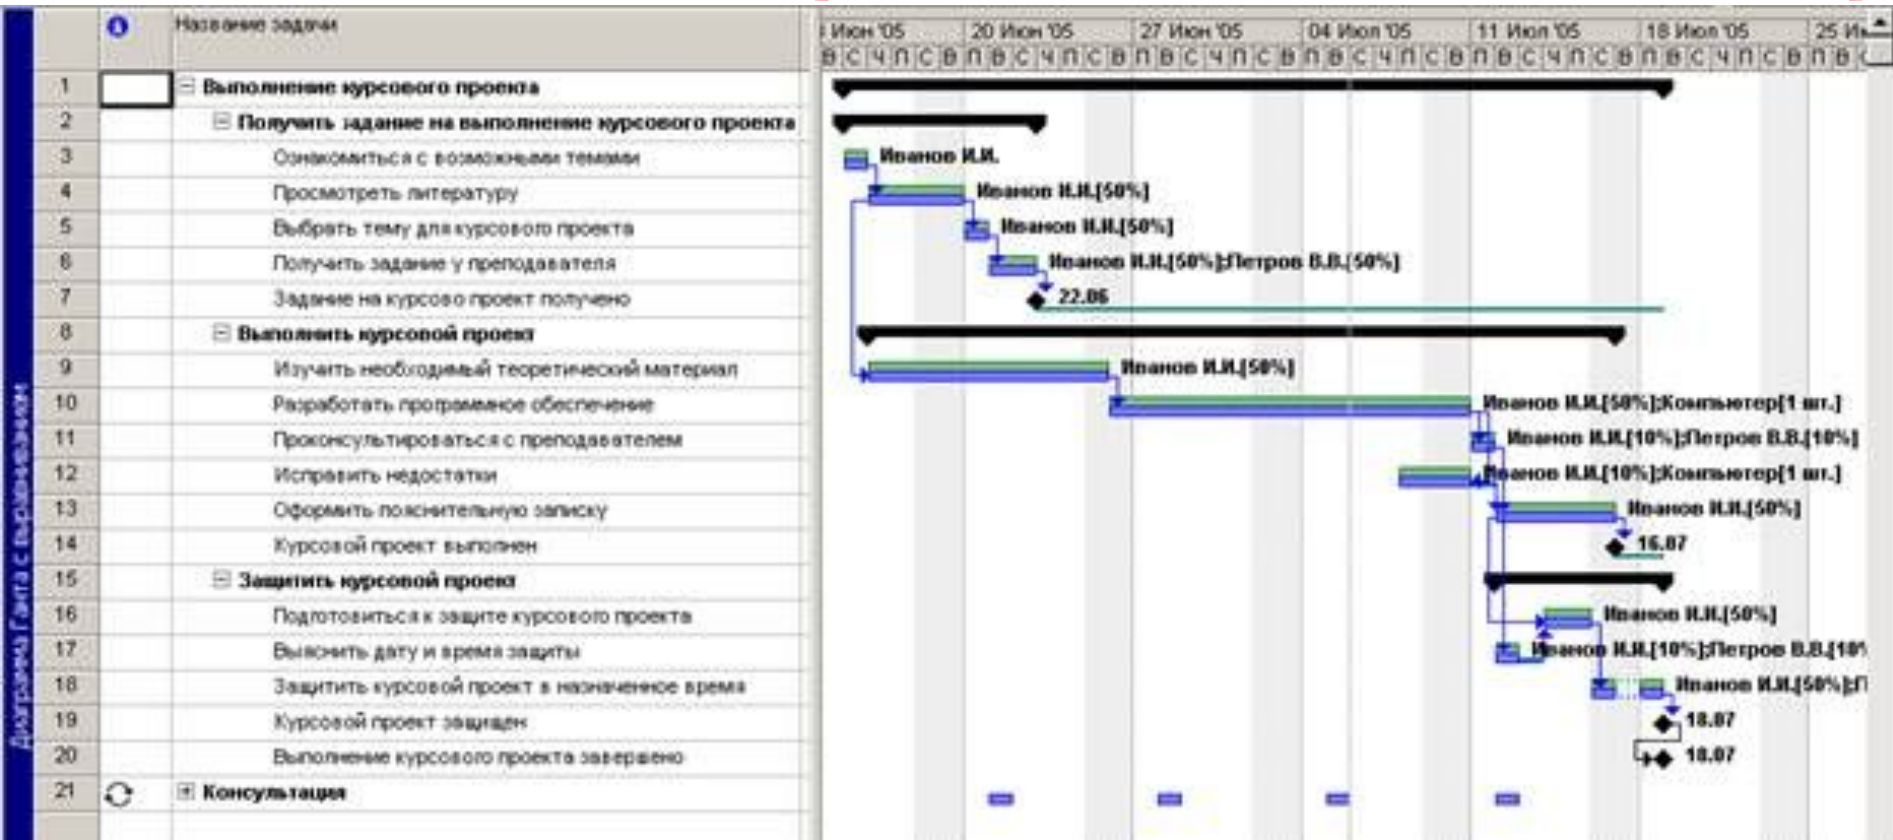 Название задачи
Июн '05 20 Июн '05 27 Июн '05 04 Июл '05 11 Июл '05 18 Июл '05 25
В С Ч П С В П В С Ч П С В П В С Ч П С В П В С Ч П С В П В С Ч П С В П В С Ч П С В П В С
1 Выполнение курсового проекта
2 Получить задание на выполнение курсового проекта
3 Ознакомиться с возможными темами Иванов И.И.
4 Просмотреть литературу Иванов И.И.[50%]
5 Выбрать тему для курсового проекта Иванов И.И.[50%]
6 Получить задание у преподавателя Иванов И.И.[50%];Петров В.В.[50%]
7 Задание на курсово проект получено 22.06
8 Выполнить курсовой проект
9 Изучить необходимый теоретический материал Иванов И.И.[50%]
10 Разработать программное обеспечение Иванов И.И.[50%];Компьютер[1 шт.]
11 Проконсультироваться с преподавателем Иванов И.И.[10%];Петров В.В.[10%]
12 Исправить недостатки Иванов И.И.[10%];Компьютер[1 шт.]
13 Оформить пояснительную записку Иванов И.И.[50%]
14 Курсовой проект выполнен 16.07
15 Защитить курсовой проект
16 Подготовиться к защите курсового проекта Иванов И.И.[50%]
17 Выяснить дату и время защиты Иванов И.И.[10%];Петров В.В.[10%
18 Защитить курсовой проект в назначенное время Иванов И.И.[50%];П
19 Курсовой проект защищен 18.07
20 Выполнение курсового проекта завершено 18.07
21 Консультация
Диаграмма Ганта с выравниванием